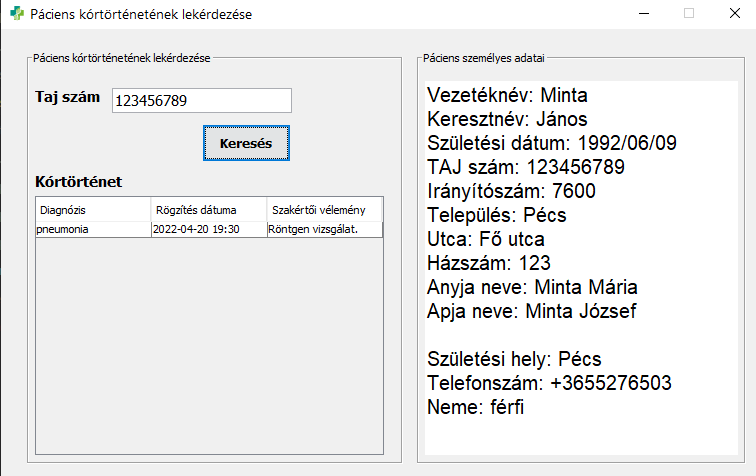 Páciens kórtörténetének lekérdezése
Páciens kórtörténetének lekérdezése
Taj szám 123456789
Keresés
Kórtörténet
Diagnózis Rögzítés dátuma Szakértői vélemény
pneumonia 2022-04-20 19:30 Röntgen vizsgálat.
Páciens személyes adatai
Vezetéknév: Minta
Keresztnév: János
Születési dátum: 1992/06/09
TAJ szám: 123456789
Irányítószám: 7600
Település: Pécs
Utca: Fő utca
Házszám: 123
Anyja neve: Minta Mária
Apja neve: Minta József
Születési hely: Pécs
Telefonszám: +3655276503
Neme: férfi